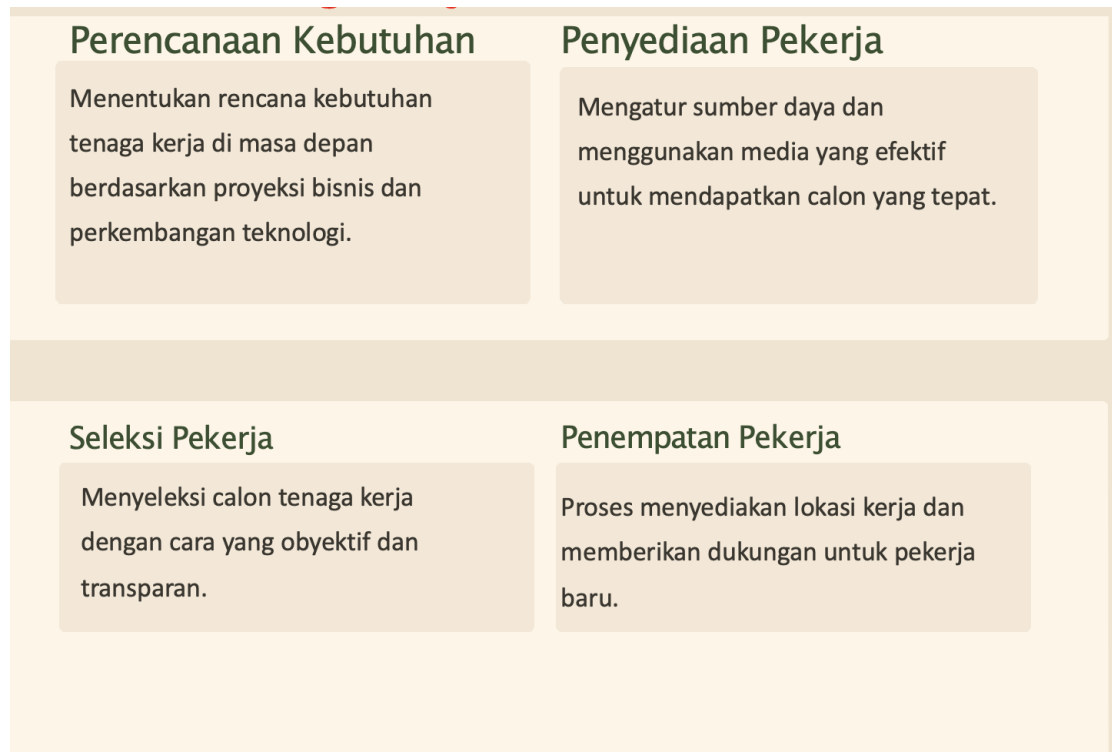 Perencanaan Kebutuhan
Menentukan rencana kebutuhan
tenaga kerja di masa depan
berdasarkan proyeksi bisnis dan
perkembangan teknologi.
Penyediaan Pekerja
Mengatur sumber daya dan
menggunakan media yang efektif
untuk mendapatkan calon yang tepat.
Seleksi Pekerja
Menyeleksi calon tenaga kerja
dengan cara yang obyektif dan
transparan.
Penempatan Pekerja
Proses menyediakan lokasi kerja dan
memberikan dukungan untuk pekerja
baru.